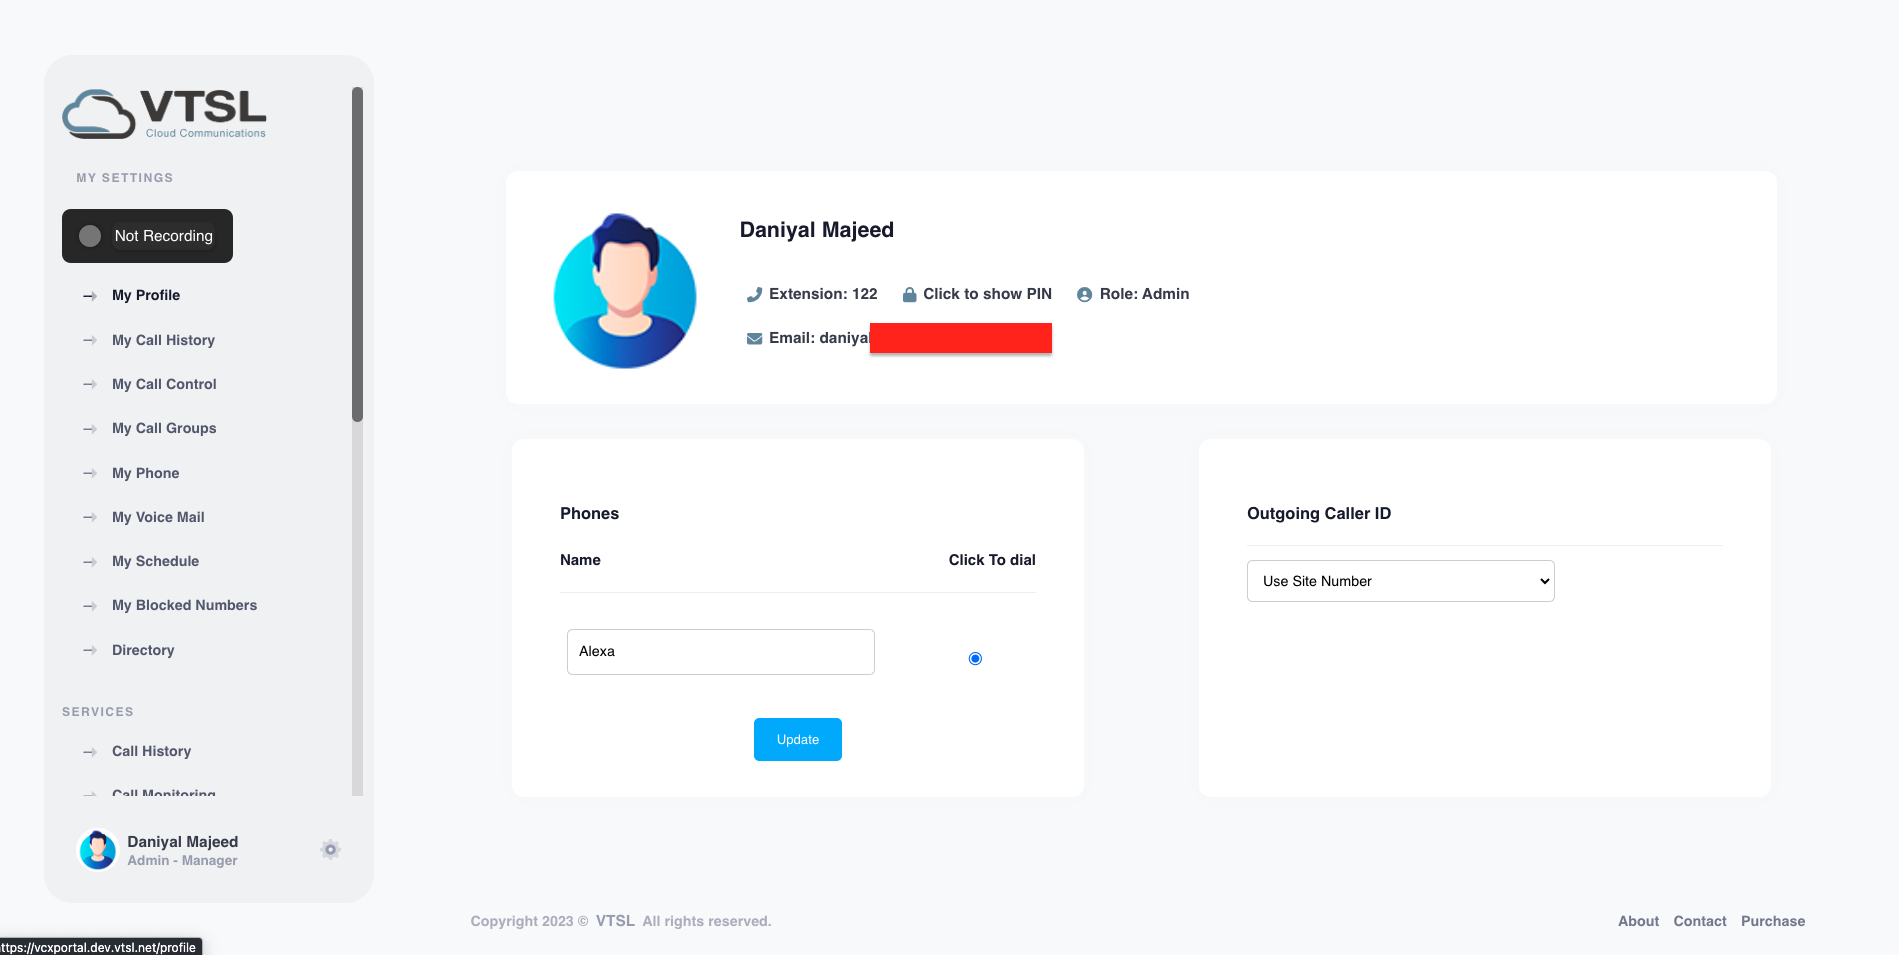 VTSL
Cloud Communications
MY SETTINGS
Not Recording
My Profile
My Call History
My Call Control
My Call Groups
My Phone
My Voice Mail
My Schedule
My Blocked Numbers
Directory
SERVICES
Call History
Call Monitoring
Daniyal Majeed
Admin - Manager
Daniyal Majeed
Extension: 122 Click to show PIN Role: Admin
Email: daniyal
Phones
Name Click To dial
Alexa
Update
Outgoing Caller ID
Use Site Number
Copyright 2023 © VTSL All rights reserved.
About Contact Purchase
ttps://vcxportal.dev.vtsl.net/profile